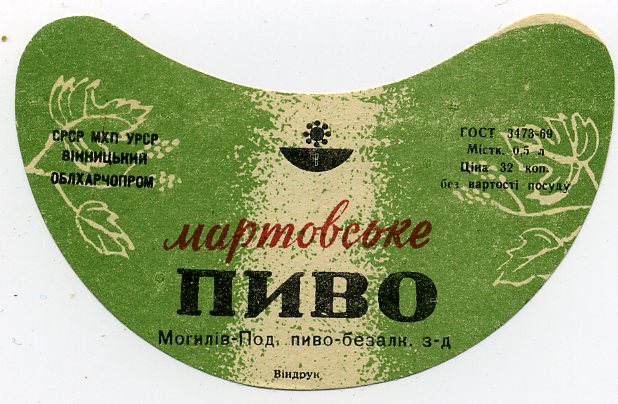 СРСР МХП УРСР
ВІННИЦЬКИЙ
ОБЛХАРЧОПРОМ
ГОСТ 3473-69
Містк. 0,5 л
Ціна 32 коп.
без вартості посуду
мартовське
ПИВО
Могилів-Под. пиво-безалк. з-д
Віндрук